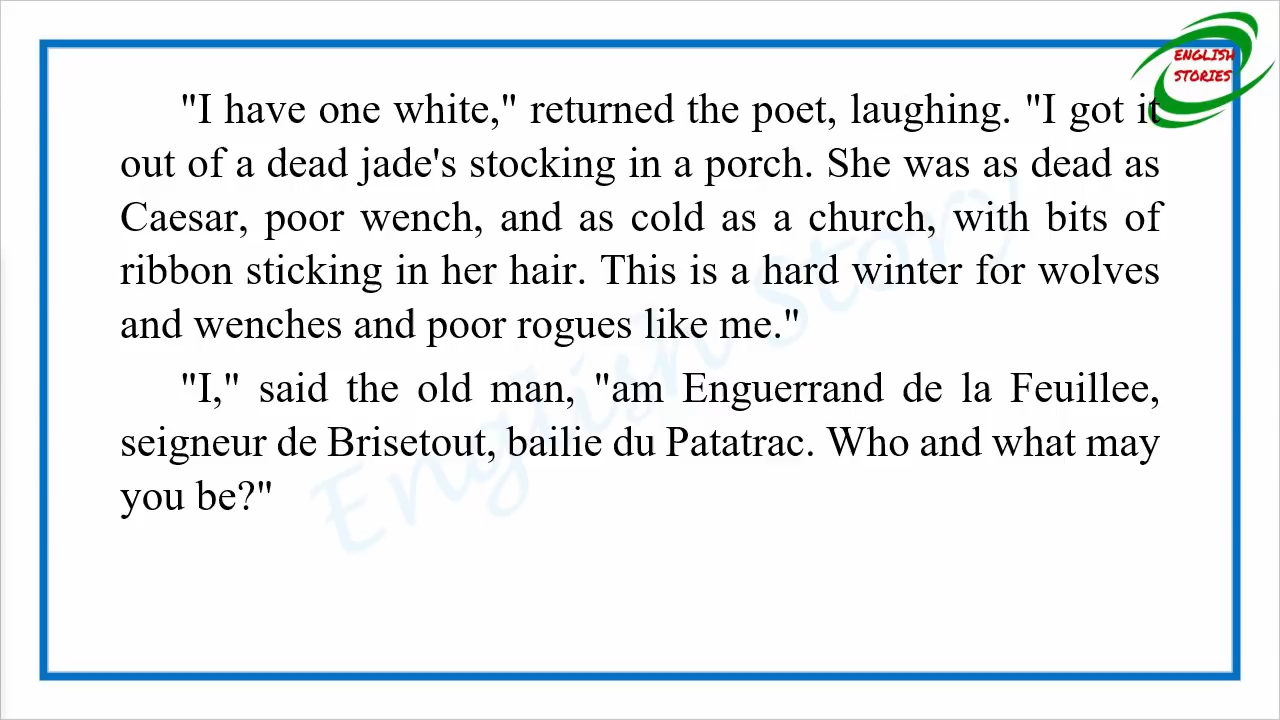 ENGLISH
STORIES
"I have one white," returned the poet, laughing. "I got it
out of a dead jade's stocking in a porch. She was as dead as
Caesar, poor wench, and as cold as a church, with bits of
ribbon sticking in her hair. This is a hard winter for wolves
and wenches and poor rogues like me."
"I," said the old man, "am Enguerrand de la Feuillee,
seigneur de Brisetout, bailie du Patatrac. Who and what may
you be?"
English Story